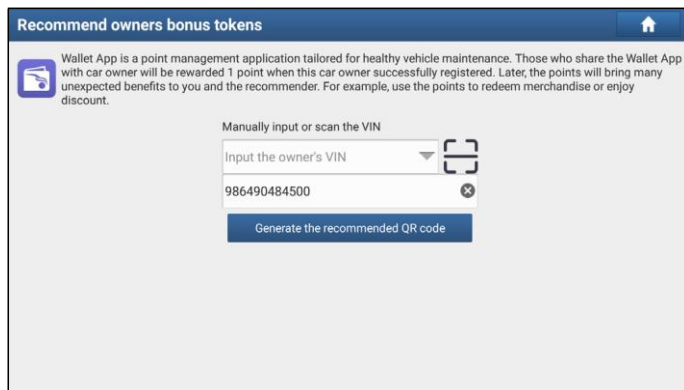 Recommend owners bonus tokens
Wallet App is a point management application tailored for healthy vehicle maintenance. Those who share the Wallet App
with car owner will be rewarded 1 point when this car owner successfully registered. Later, the points will bring many
unexpected benefits to you and the recommender. For example, use the points to redeem merchandise or enjoy
discount.
Manually input or scan the VIN
Input the owner's VIN
986490484500
Generate the recommended QR code